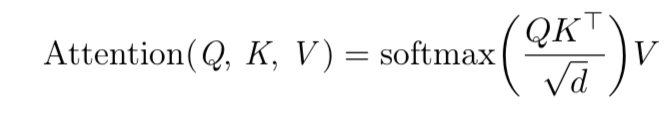 Attention(Q, K, V) = softmax(QK^⊤/√d)V